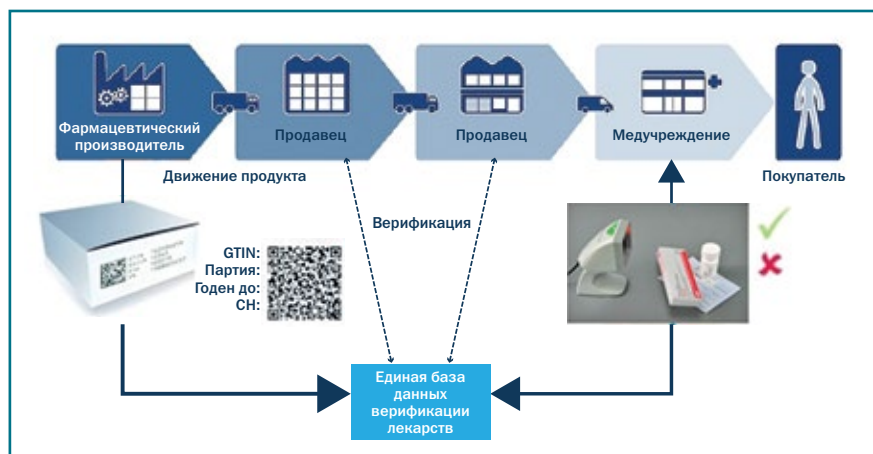 Фармацевтический
производитель
Продавец
Продавец
Медучреждение
Движение продукта
Покупатель
Верификация
GTIN:
Партия:
Годен до:
СН:
Единая база
данных
верификации
лекарств